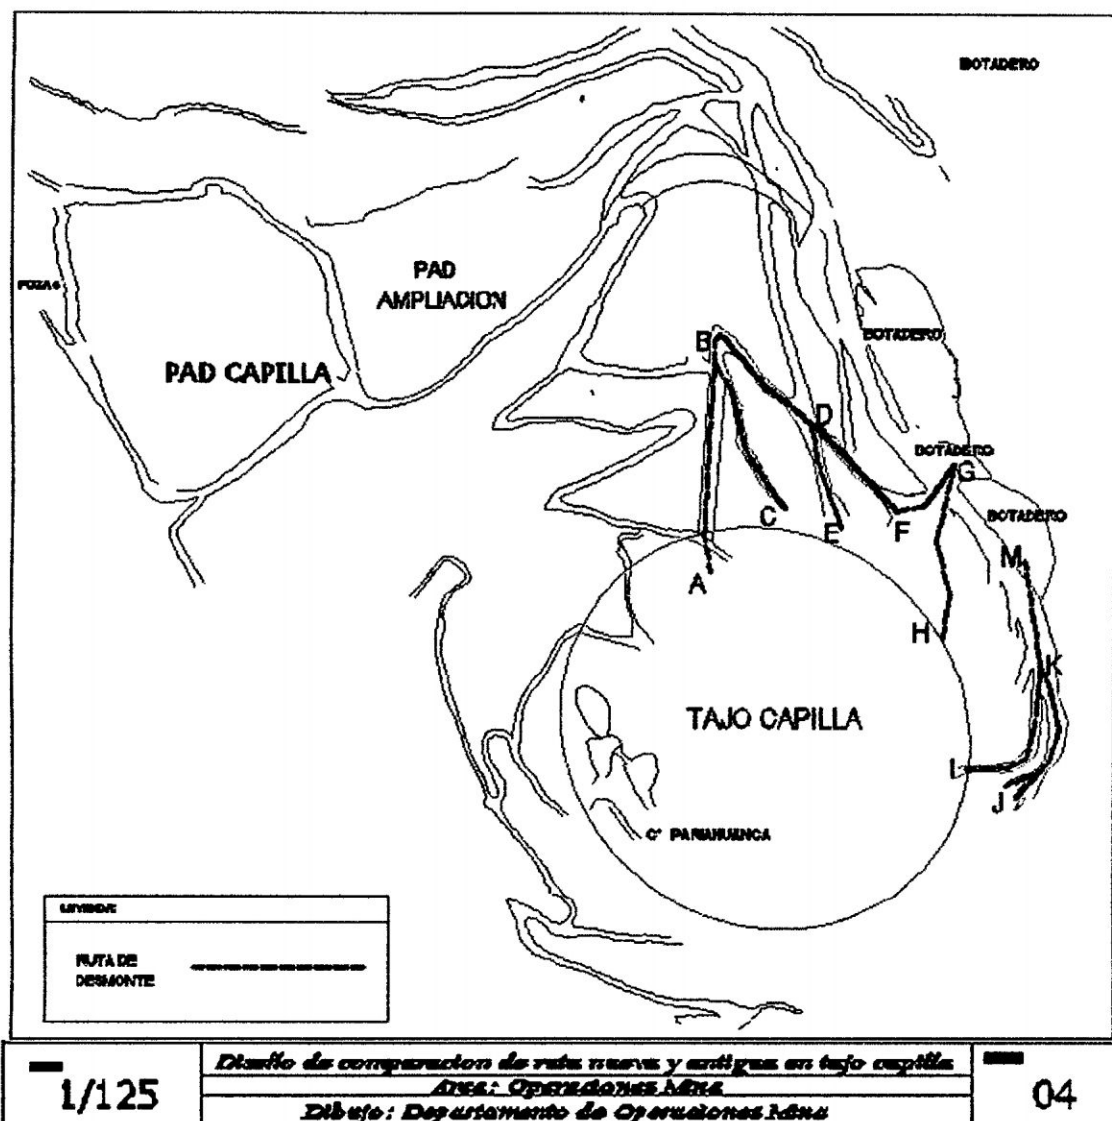 BOTADERO
PAD
AMPLIACION
PAD CAPILLA
BOTADERO
B
D
BOTADERO
G
C
E
F
BOTADERO
M
A
H
K
TAJO CAPILLA
I
J
C° PARIAHUANCA
LEYENDA:
RUTA DE
DESMONTE
1/125
Diseño de comparacion de ruta nueva y antigua en tajo capilla
Area: Operaciones Mina
Dibujo: Departamento de Operaciones Mina
04